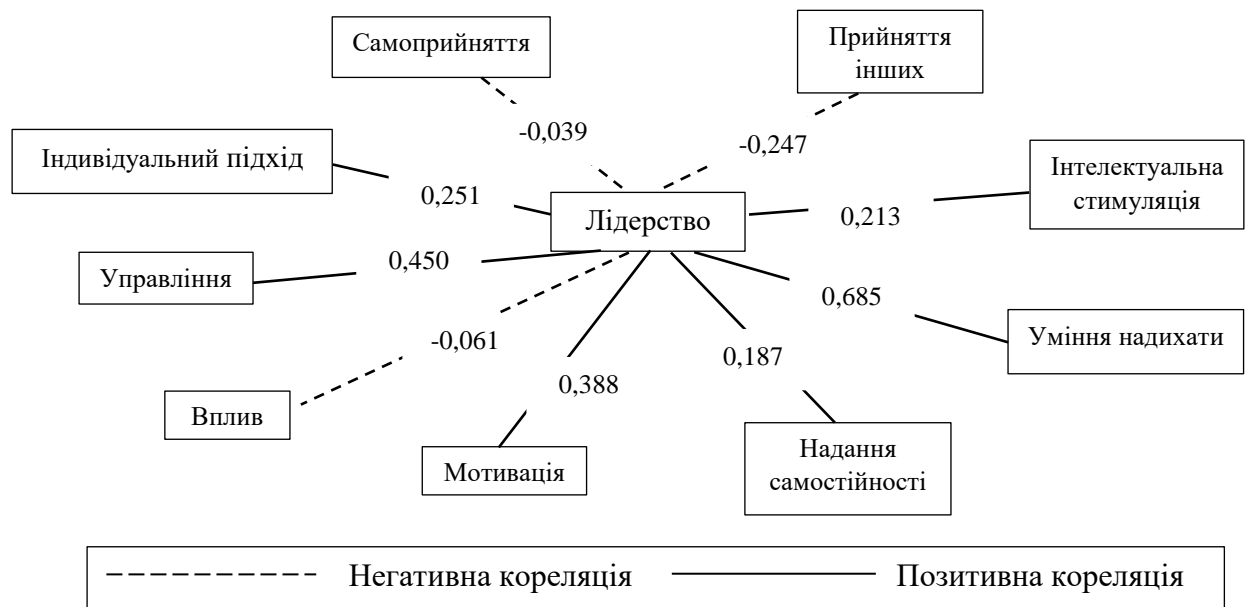 Самоприйняття
Прийняття
інших
-0,039
-0,247
Індивідуальний підхід
Інтелектуальна
стимуляція
0,251
Лідерство
0,213
Управління
0,450
0,685
Уміння надихати
-0,061
0,187
0,388
Вплив
Мотивація
Надання
самостійності
Негативна кореляція
Позитивна кореляція